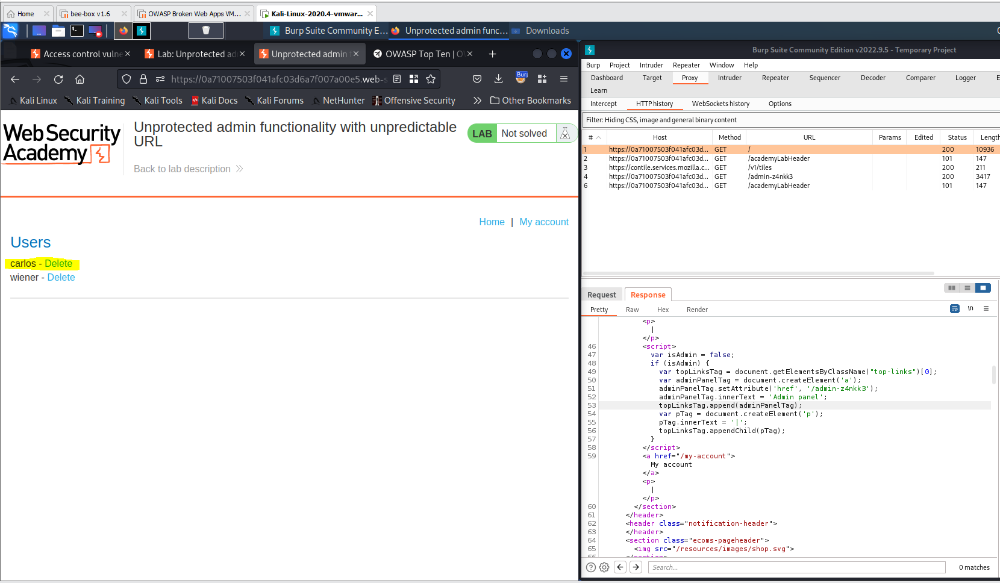 Home
bee-box v1.6
OWASP Broken Web Apps VM...
Kali-Linux-2020.4-vmwar...
Burp Suite Community E...
Unprotected admin func...
Downloads
Access control vulne
Lab: Unprotected ad
Unprotected admin f
OWASP Top Ten | O
https://0a71007503f041afc03d6a7f007a00e5.web-s
Burp
Kali Linux
Kali Training
Kali Tools
Kali Docs
Kali Forums
NetHunter
Offensive Security
Other Bookmarks
WebSecurity
Academy
Unprotected admin functionality with unpredictable
URL
Back to lab description
LAB
Not solved
Home | My account
Users
carlos - Delete
wiener - Delete
Burp Suite Community Edition v2022.9.5 - Temporary Project
Burp Project Intruder Repeater Window Help
Dashboard Target Proxy Intruder Repeater Sequencer Decoder Comparer Logger E
Learn
Intercept HTTP history WebSockets history Options
Filter: Hiding CSS, image and general binary content
# Host Method URL Params Edited Status Length
1 https://0a71007503f041afc03d... GET / 200 10936
2 https://0a71007503f041afc03d... GET /academyLabHeader 101 147
3 https://contile.services.mozilla.c... GET /v1/tiles 200 211
4 https://0a71007503f041afc03d... GET /admin-z4nkk3 200 3417
6 https://0a71007503f041afc03d... GET /academyLabHeader 101 147
Request Response
Pretty Raw Hex Render
\n
<p>
|
</p>
46 <script>
47 var isAdmin = false;
48 if (isAdmin) {
49 var topLinksTag = document.getElementsByClassName("top-links")[0];
50 var adminPanelTag = document.createElement('a');
51 adminPanelTag.setAttribute('href', '/admin-z4nkk3');
52 adminPanelTag.innerText = 'Admin panel';
53 topLinksTag.append(adminPanelTag);
54 var pTag = document.createElement('p');
55 pTag.innerText = '|';
56 topLinksTag.appendChild(pTag);
57 }
58 </script>
59 <a href="/my-account">
My account
</a>
<p>
|
</p>
60 </section>
61 </header>
62 <header class="notification-header">
63 </header>
64 <section class="ecoms-pageheader">
65 <img src="/resources/images/shop.svg">
66 </section>
Search...
0 matches